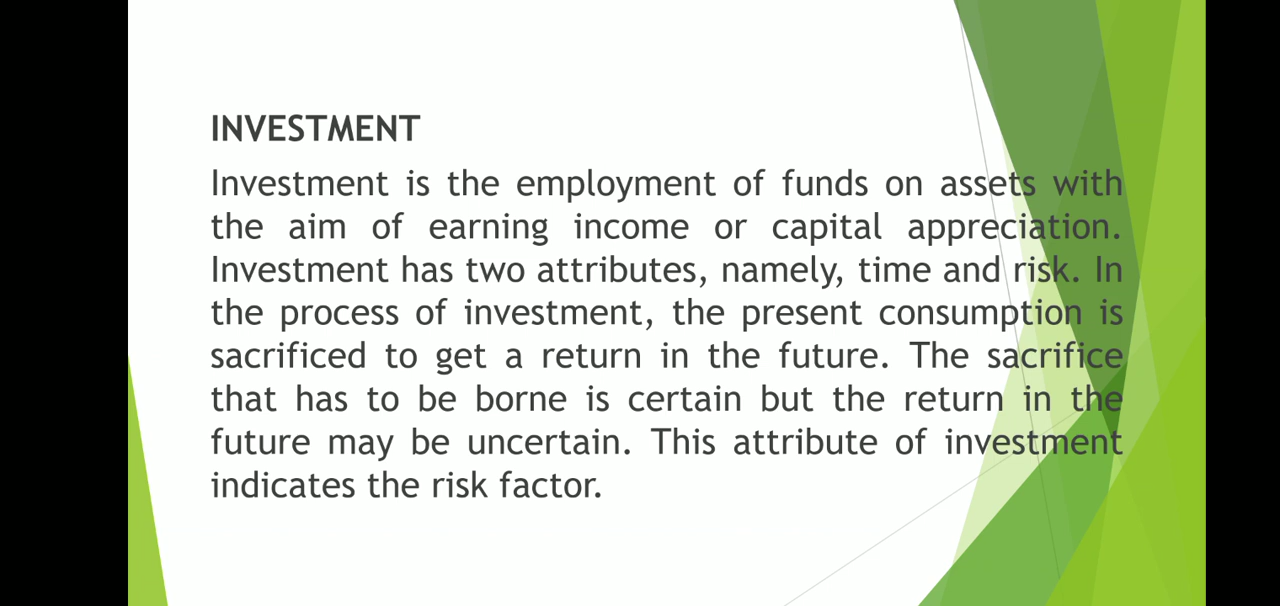 INVESTMENT
Investment is the employment of funds on assets with
the aim of earning income or capital appreciation.
Investment has two attributes, namely, time and risk. In
the process of investment, the present consumption is
sacrificed to get a return in the future. The sacrifice
that has to be borne is certain but the return in the
future may be uncertain. This attribute of investment
indicates the risk factor.